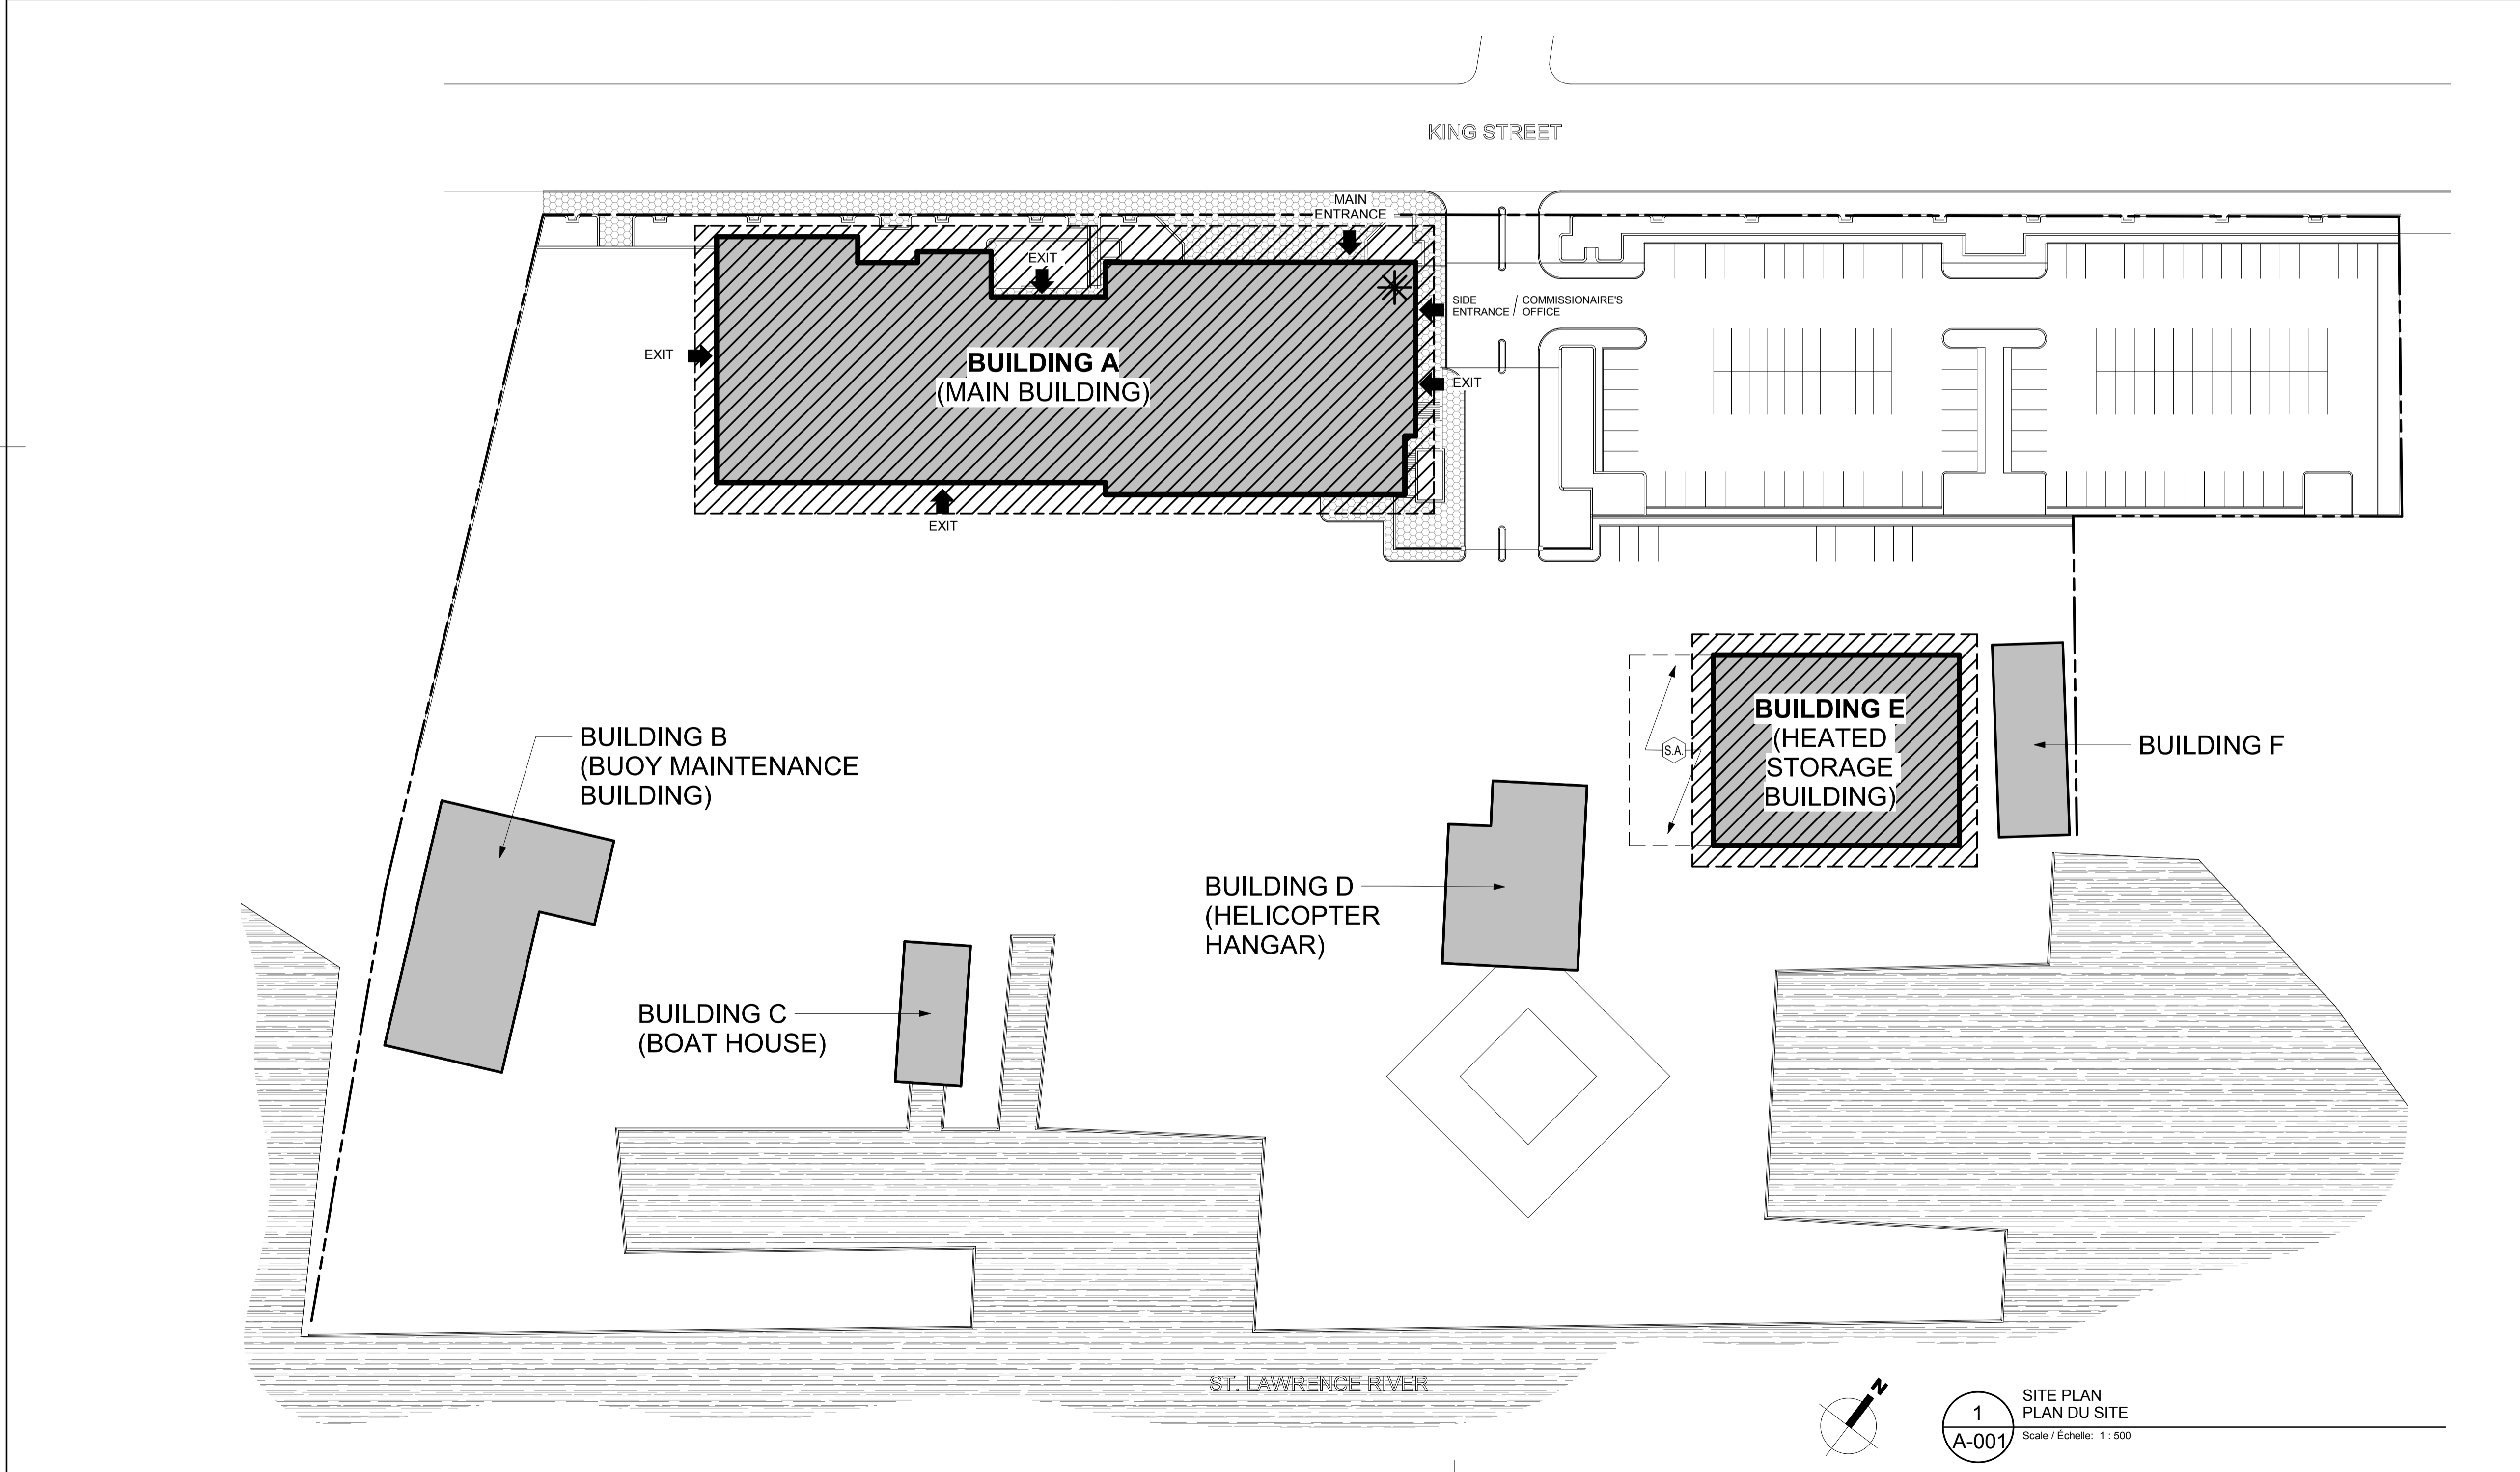 KING STREET
MAIN
ENTRANCE
EXIT
SIDE
ENTRANCE / COMMISSIONAIRE'S
OFFICE
EXIT
BUILDING A
(MAIN BUILDING)
EXIT
EXIT
BUILDING B
(BUOY MAINTENANCE
BUILDING)
BUILDING E
(HEATED
STORAGE
BUILDING)
S.A.
BUILDING F
BUILDING D
(HELICOPTER
HANGAR)
BUILDING C
(BOAT HOUSE)
ST. LAWRENCE RIVER
N
1
A-001
SITE PLAN
PLAN DU SITE
Scale / Échelle: 1 : 500